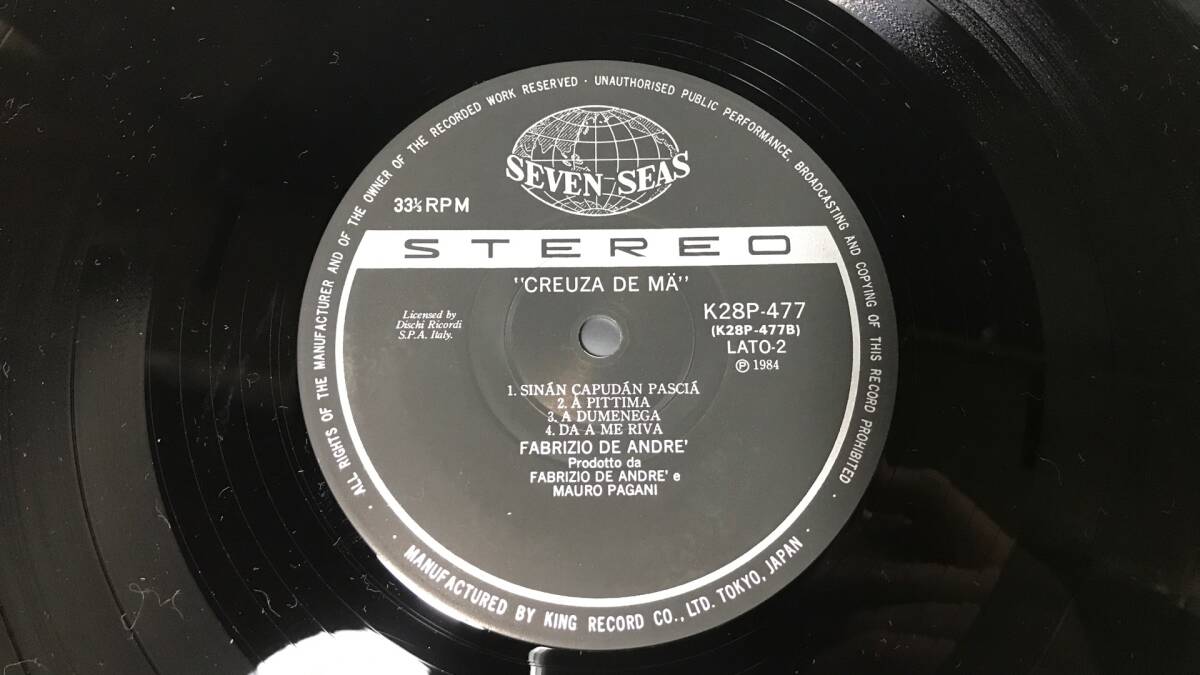 ALL RIGHTS OF THE MANUFACTURER AND OF THE OWNER OF THE RECORDED WORK RESERVED · UNAUTHORISED PUBLIC PERFORMANCE, BROADCASTING AND COPYING OF THIS RECORD PROHIBITED ·
SEVEN SEAS
33⅓ RPM
STEREO
"CREUZA DE MÄ"
Licensed by
Dischi Ricordi
S.P.A. Italy.
K28P-477
(K28P-477B)
LATO-2
Ⓟ 1984
1. SINÁN CAPUDÁN PASCIÁ
2. Á PITTIMA
3. A DUMENEGA
4. DA A ME RIVA
FABRIZIO DE ANDRE'
Prodotto da
FABRIZIO DE ANDRE' e
MAURO PAGANI
· MANUFACTURED BY KING RECORD CO., LTD. TOKYO, JAPAN ·